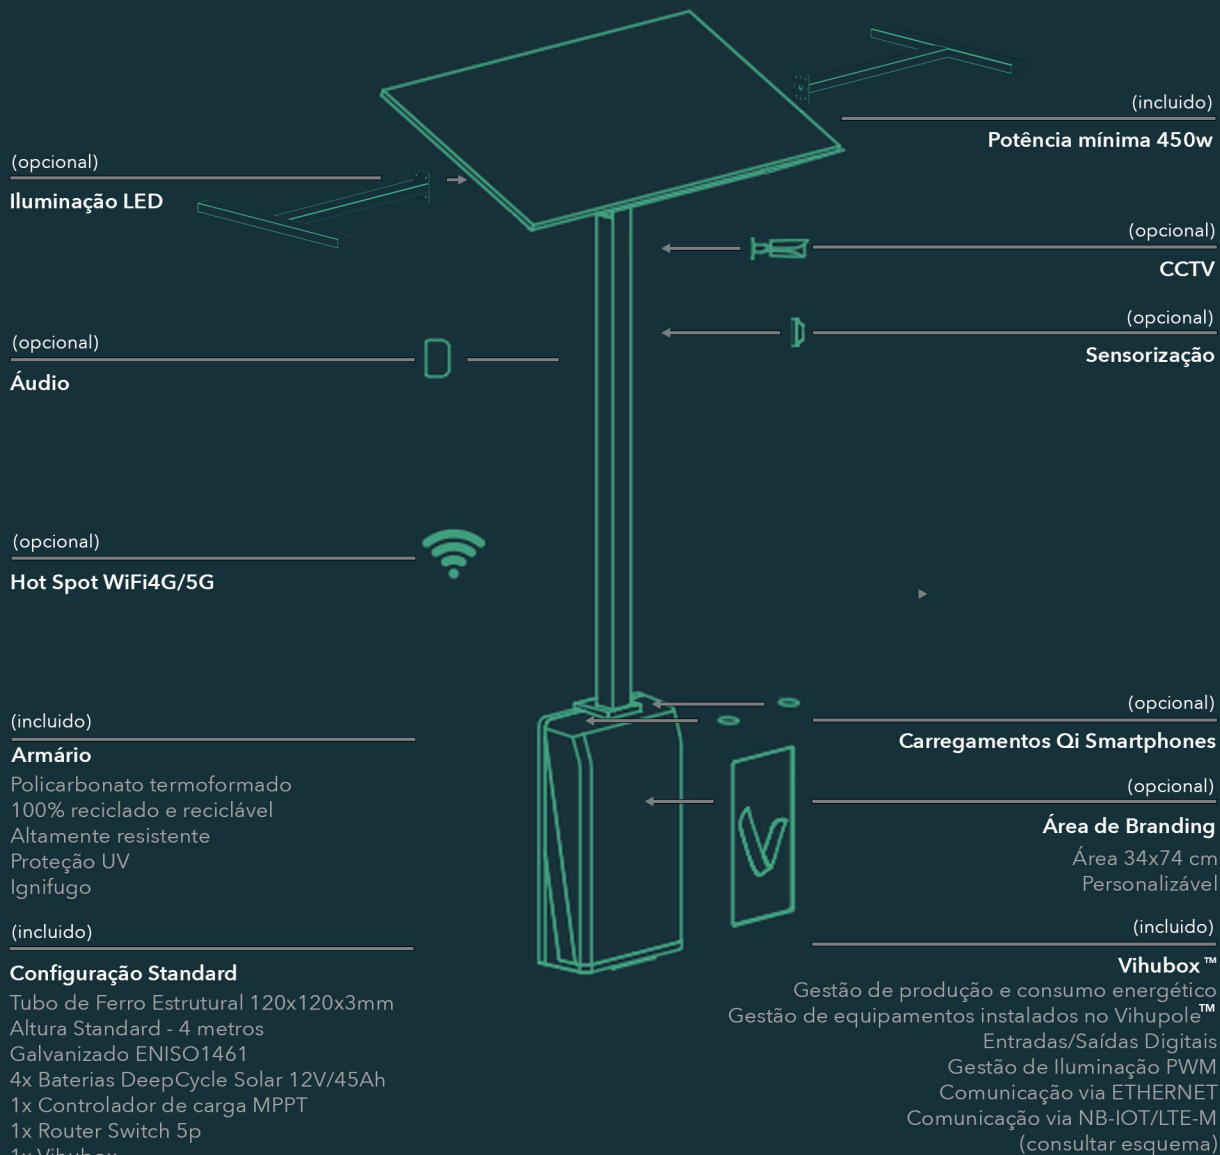 (opcional)
Iluminação LED
(opcional)
Áudio
(opcional)
Hot Spot WiFi4G/5G
(incluido)
Armário
Policarbonato termoformado
100% reciclado e reciclável
Altamente resistente
Proteção UV
Ignifugo
(incluido)
Configuração Standard
Tubo de Ferro Estrutural 120x120x3mm
Altura Standard - 4 metros
Galvanizado ENISO1461
4x Baterias DeepCycle Solar 12V/45Ah
1x Controlador de carga MPPT
1x Router Switch 5p
1x Vihubox
(incluido)
Potência mínima 450w
(opcional)
CCTV
(opcional)
Sensorização
(opcional)
Carregamentos Qi Smartphones
(opcional)
Área de Branding
Área 34x74 cm
Personalizável
(incluido)
Vihubox™
Gestão de produção e consumo energético
Gestão de equipamentos instalados no Vihupole™
Entradas/Saídas Digitais
Gestão de Iluminação PWM
Comunicação via ETHERNET
Comunicação via NB-IOT/LTE-M
(consultar esquema)